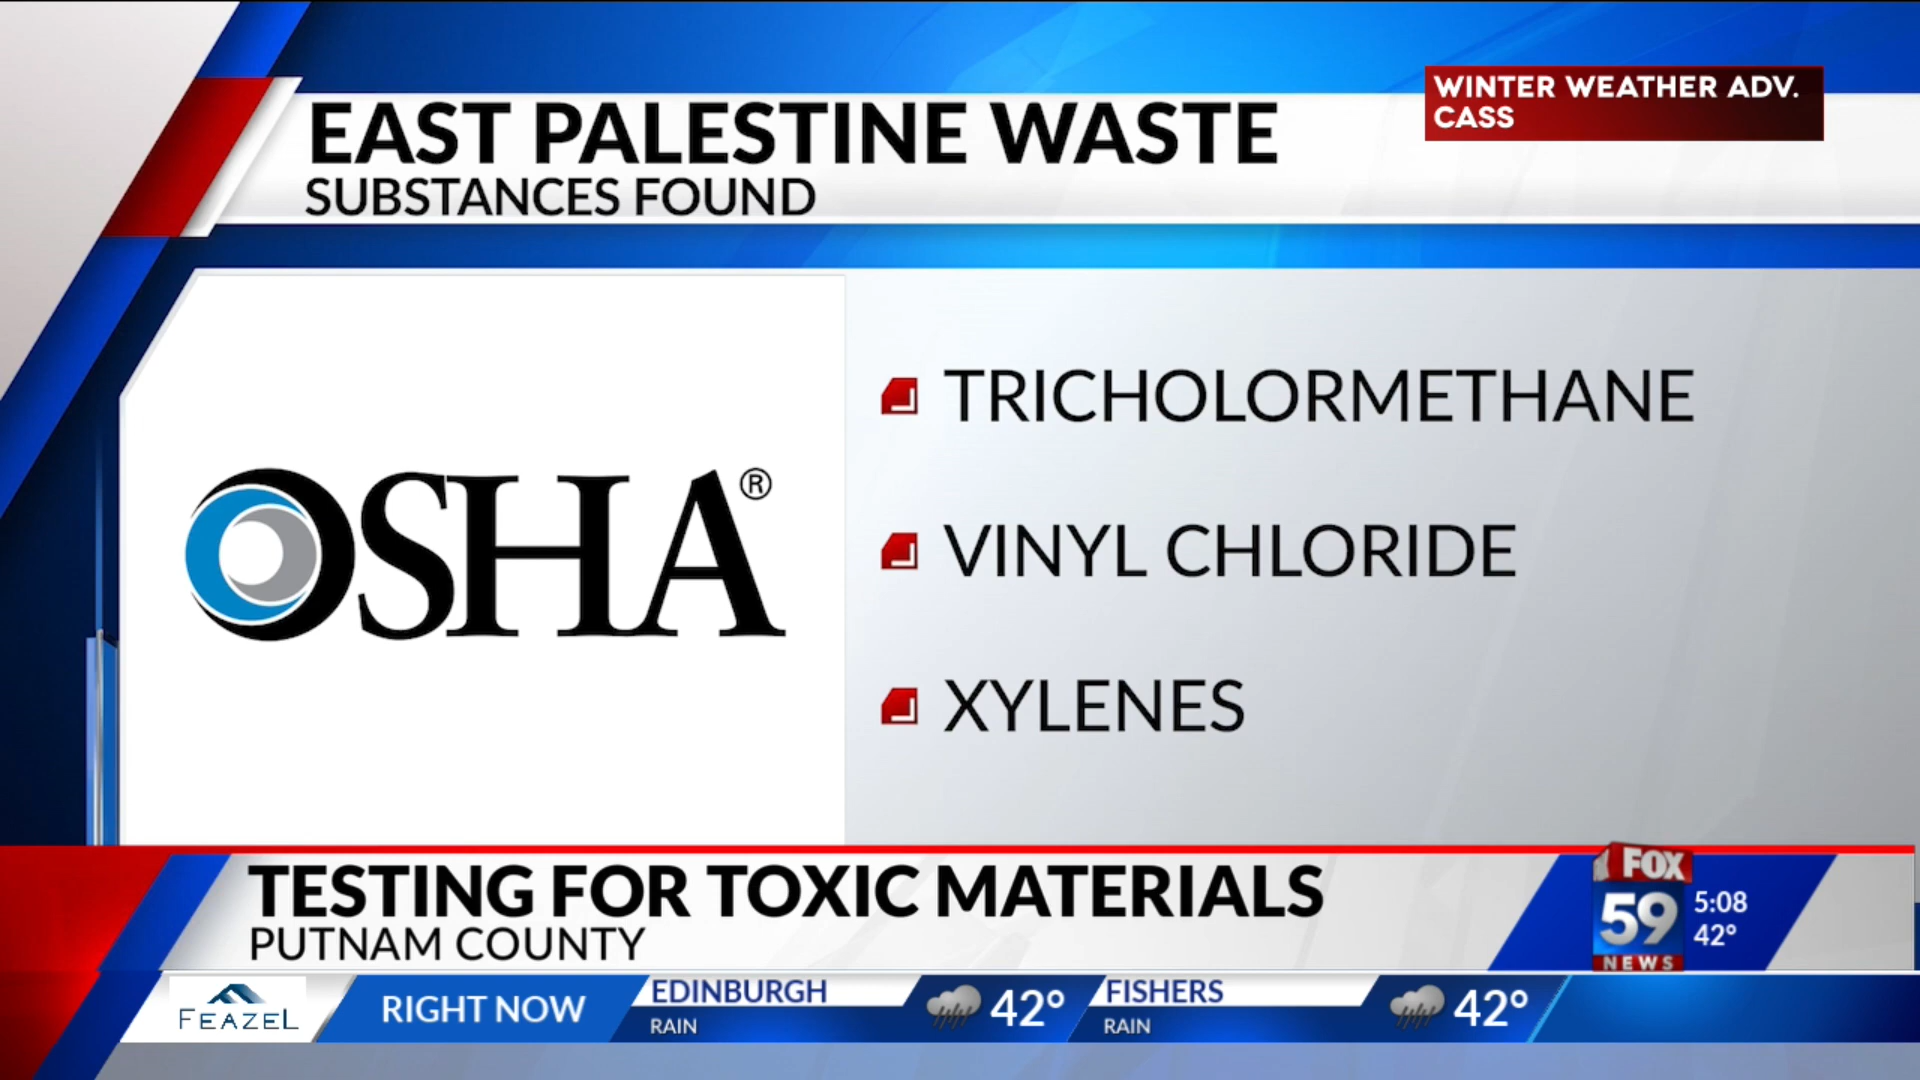 EAST PALESTINE WASTE
SUBSTANCES FOUND
WINTER WEATHER ADV.
CASS
OSHA®
TRICHOLORMETHANE
VINYL CHLORIDE
XYLENES
TESTING FOR TOXIC MATERIALS
PUTNAM COUNTY
FOX
59
NEWS
5:08
42°
FEAZEL
RIGHT NOW
EDINBURGH
RAIN
42°
FISHERS
RAIN
42°